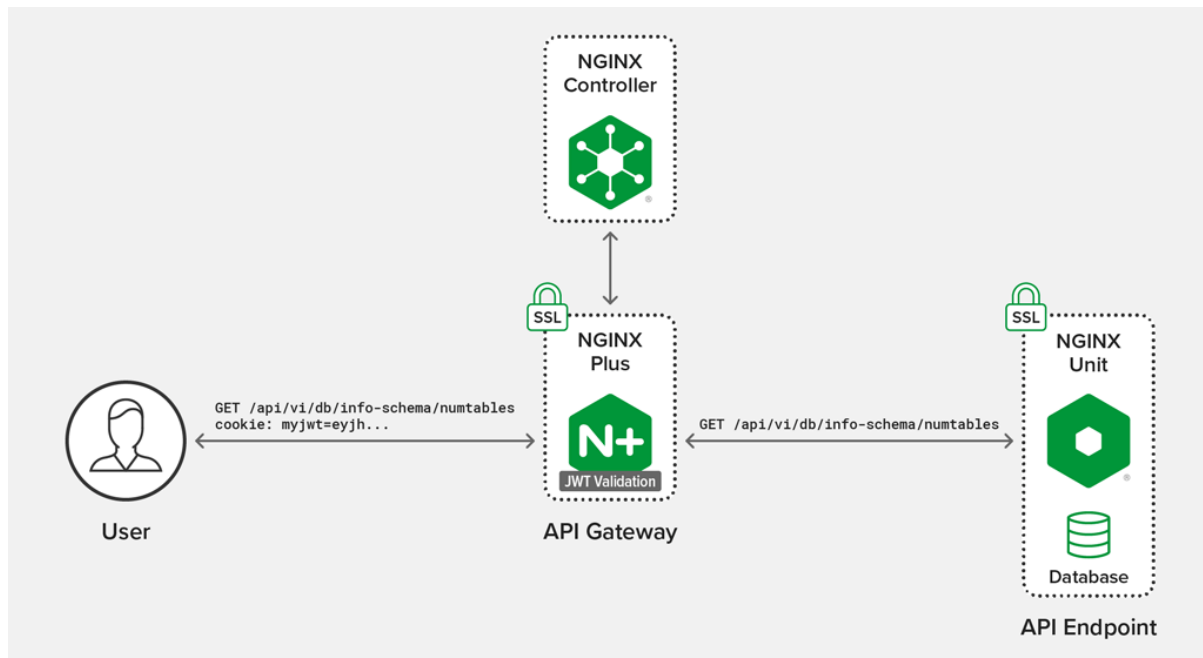 NGINX
Controller
®
SSL
NGINX
Plus
N+
JWT Validation
API Gateway
GET /api/vi/db/info-schema/numtables
cookie: myjwt=eyjh...
User
GET /api/vi/db/info-schema/numtables
SSL
NGINX
Unit
®
Database
API Endpoint